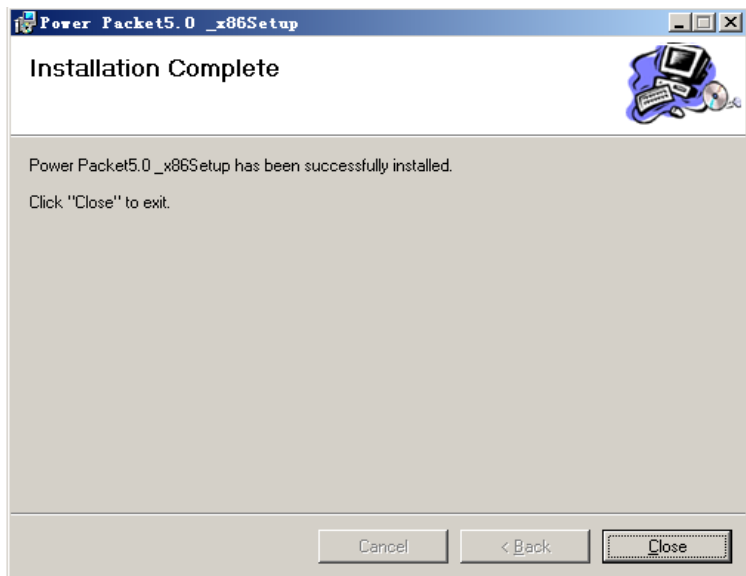 Power Packet5.0 _x86Setup
Installation Complete
Power Packet5.0 _x86Setup has been successfully installed.
Click "Close" to exit.
Cancel
< Back
Close